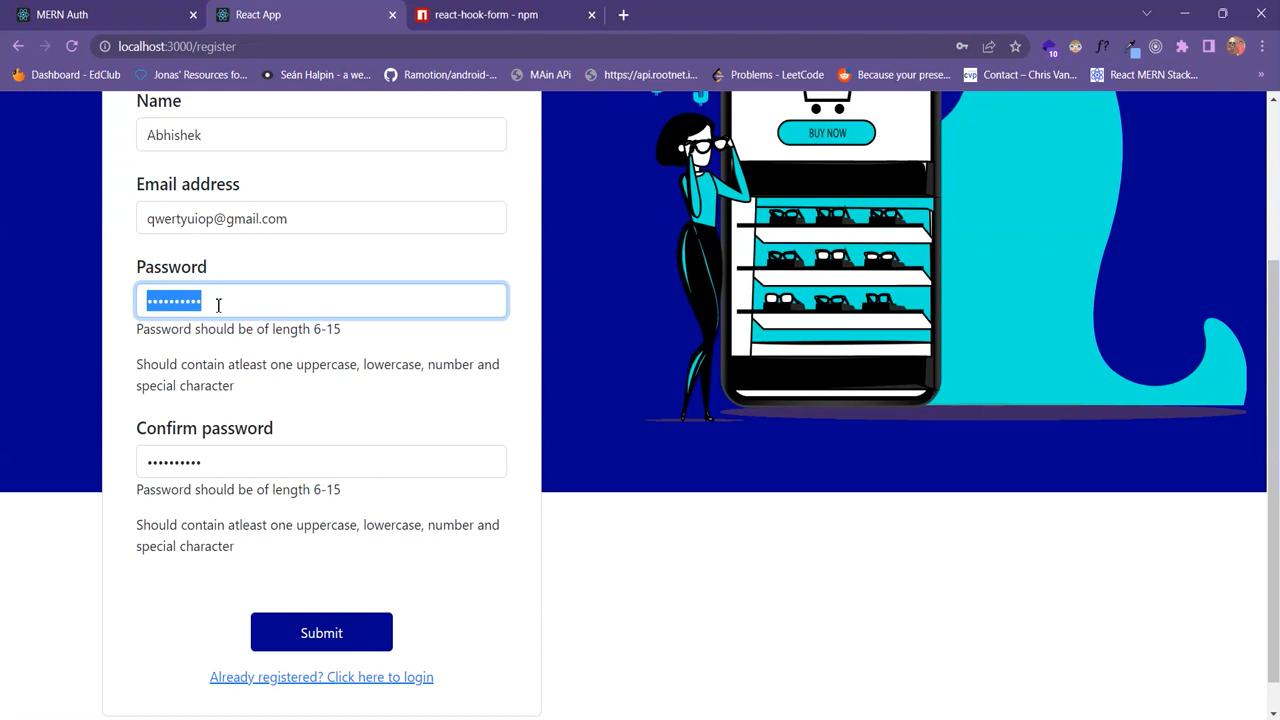 MERN Auth
React App
react-hook-form - npm
localhost:3000/register
10
f?
Dashboard - EdClub
Jonas' Resources fo...
Seán Halpin - a we...
Ramotion/android-...
MAin APi
https://api.rootnet.i...
Problems - LeetCode
Because your prese...
cvp
Contact – Chris Van...
React MERN Stack...
»
Name
Abhishek
Email address
qwertyuiop@gmail.com
Password
••••••••••
Password should be of length 6-15
Should contain atleast one uppercase, lowercase, number and
special character
Confirm password
••••••••••
Password should be of length 6-15
Should contain atleast one uppercase, lowercase, number and
special character
Submit
Already registered? Click here to login
BUY NOW